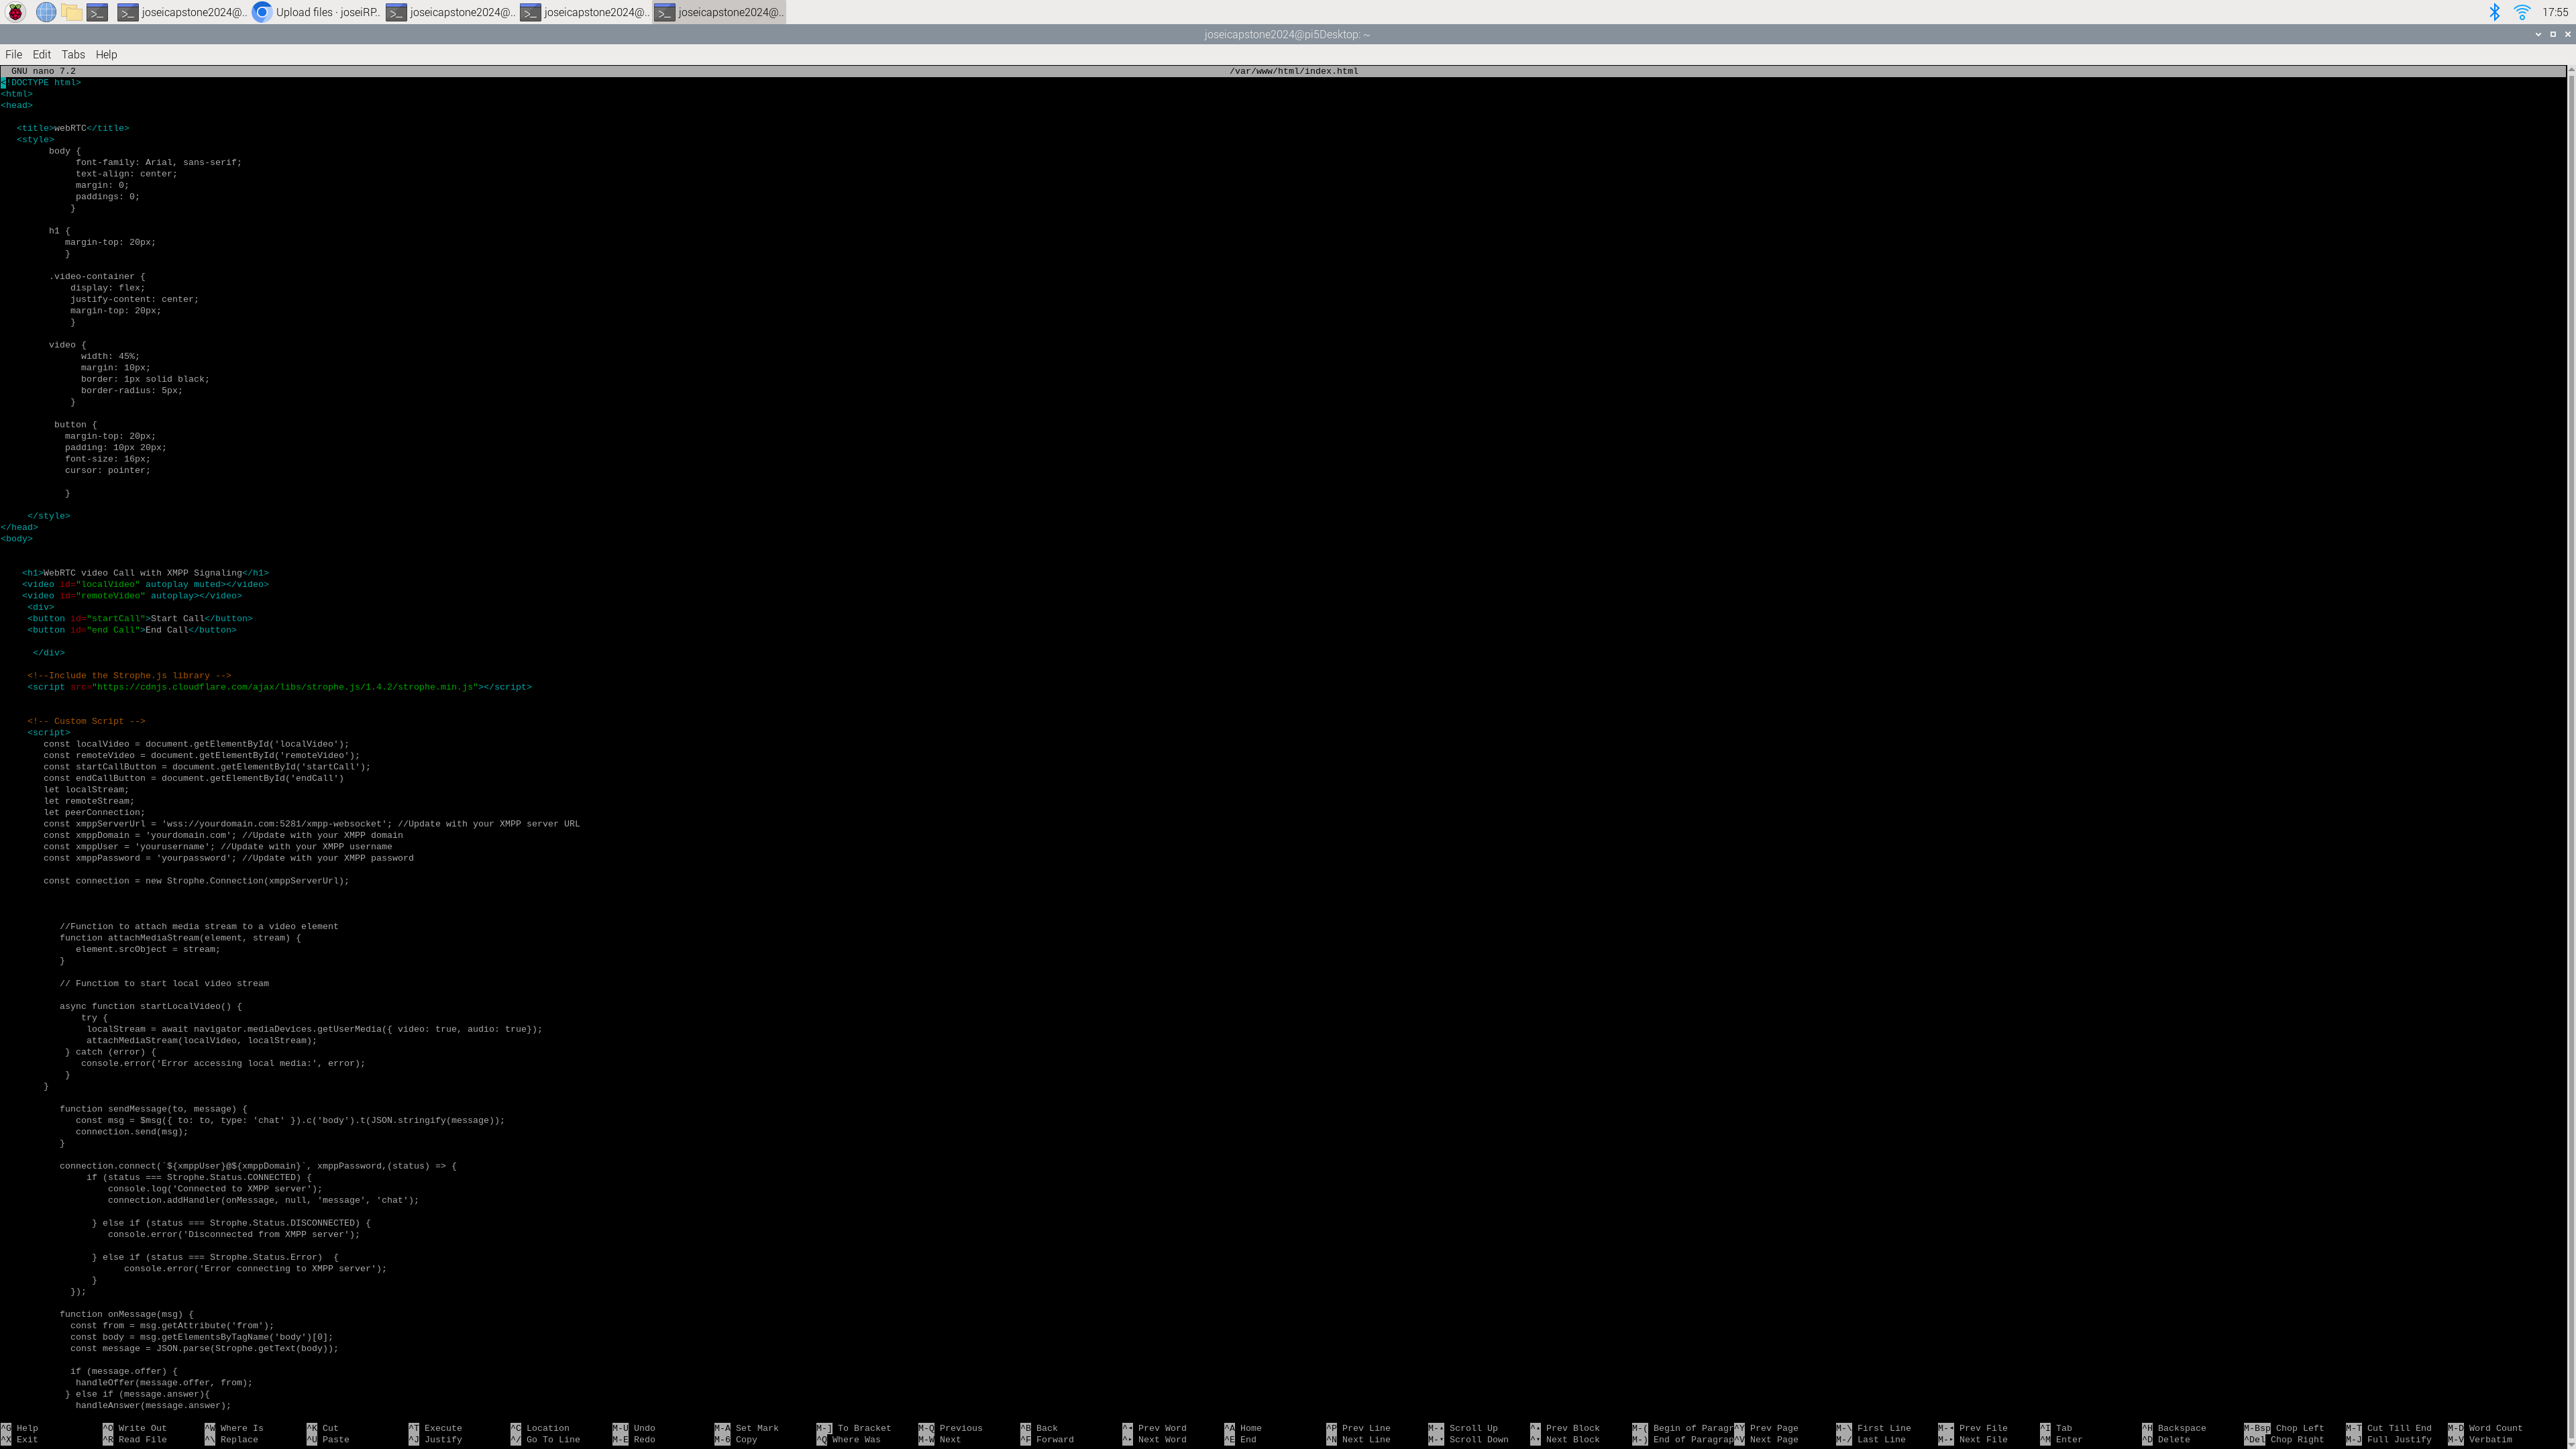 joseicapstone2024@..
Upload files · joseiRP..
joseicapstone2024@..
joseicapstone2024@..
joseicapstone2024@..
17:55
joseicapstone2024@pi5Desktop: ~
File Edit Tabs Help
GNU nano 7.2 /var/www/html/index.html
<!DOCTYPE html>
<html>
<head>
<title>webRTC</title>
<style>
body {
font-family: Arial, sans-serif;
text-align: center;
margin: 0;
paddings: 0;
}
h1 {
margin-top: 20px;
}
.video-container {
display: flex;
justify-content: center;
margin-top: 20px;
}
video {
width: 45%;
margin: 10px;
border: 1px solid black;
border-radius: 5px;
}
button {
margin-top: 20px;
padding: 10px 20px;
font-size: 16px;
cursor: pointer;
}
</style>
</head>
<body>
<h1>WebRTC video Call with XMPP Signaling</h1>
<video id="localVideo" autoplay muted></video>
<video id="remoteVideo" autoplay></video>
<div>
<button id="startCall">Start Call</button>
<button id="end Call">End Call</button>
</div>
<!--Include the Strophe.js library -->
<script src="https://cdnjs.cloudflare.com/ajax/libs/strophe.js/1.4.2/strophe.min.js"></script>
<!-- Custom Script -->
<script>
const localVideo = document.getElementById('localVideo');
const remoteVideo = document.getElementById('remoteVideo');
const startCallButton = document.getElementById('startCall');
const endCallButton = document.getElementById('endCall')
let localStream;
let remoteStream;
let peerConnection;
const xmppServerUrl = 'wss://yourdomain.com:5281/xmpp-websocket'; //Update with your XMPP server URL
const xmppDomain = 'yourdomain.com'; //Update with your XMPP domain
const xmppUser = 'yourusername'; //Update with your XMPP username
const xmppPassword = 'yourpassword'; //Update with your XMPP password
const connection = new Strophe.Connection(xmppServerUrl);
//Function to attach media stream to a video element
function attachMediaStream(element, stream) {
element.srcObject = stream;
}
// Functiom to start local video stream
async function startLocalVideo() {
try {
localStream = await navigator.mediaDevices.getUserMedia({ video: true, audio: true});
attachMediaStream(localVideo, localStream);
} catch (error) {
console.error('Error accessing local media:', error);
}
}
function sendMessage(to, message) {
const msg = $msg({ to: to, type: 'chat' }).c('body').t(JSON.stringify(message));
connection.send(msg);
}
connection.connect(`${xmppUser}@${xmppDomain}`, xmppPassword,(status) => {
if (status === Strophe.Status.CONNECTED) {
console.log('Connected to XMPP server');
connection.addHandler(onMessage, null, 'message', 'chat');
} else if (status === Strophe.Status.DISCONNECTED) {
console.error('Disconnected from XMPP server');
} else if (status === Strophe.Status.Error)  {
console.error('Error connecting to XMPP server');
}
});
function onMessage(msg) {
const from = msg.getAttribute('from');
const body = msg.getElementsByTagName('body')[0];
const message = JSON.parse(Strophe.getText(body));
if (message.offer) {
handleOffer(message.offer, from);
} else if (message.answer){
handleAnswer(message.answer);
^G Help ^O Write Out ^W Where Is ^K Cut ^T Execute ^C Location M-U Undo M-A Set Mark M-] To Bracket M-Q Previous ^B Back Prev Word ^A Home ^P Prev Line Scroll Up Prev Block M-( Begin of Paragr ^Y Prev Page M-\ First Line Prev File ^I Tab ^H Backspace M-Bsp Chop Left M-T Cut Till End M-D Word Count
^X Exit ^R Read File ^\ Replace ^U Paste ^J Justify ^/ Go To Line M-E Redo M-6 Copy ^Q Where Was M-W Next ^F Forward Next Word ^E End ^N Next Line Scroll Down Next Block M-) End of Paragrap ^V Next Page M-/ Last Line Next File ^M Enter ^D Delete ^Del Chop Right M-J Full Justify M-V Verbatim